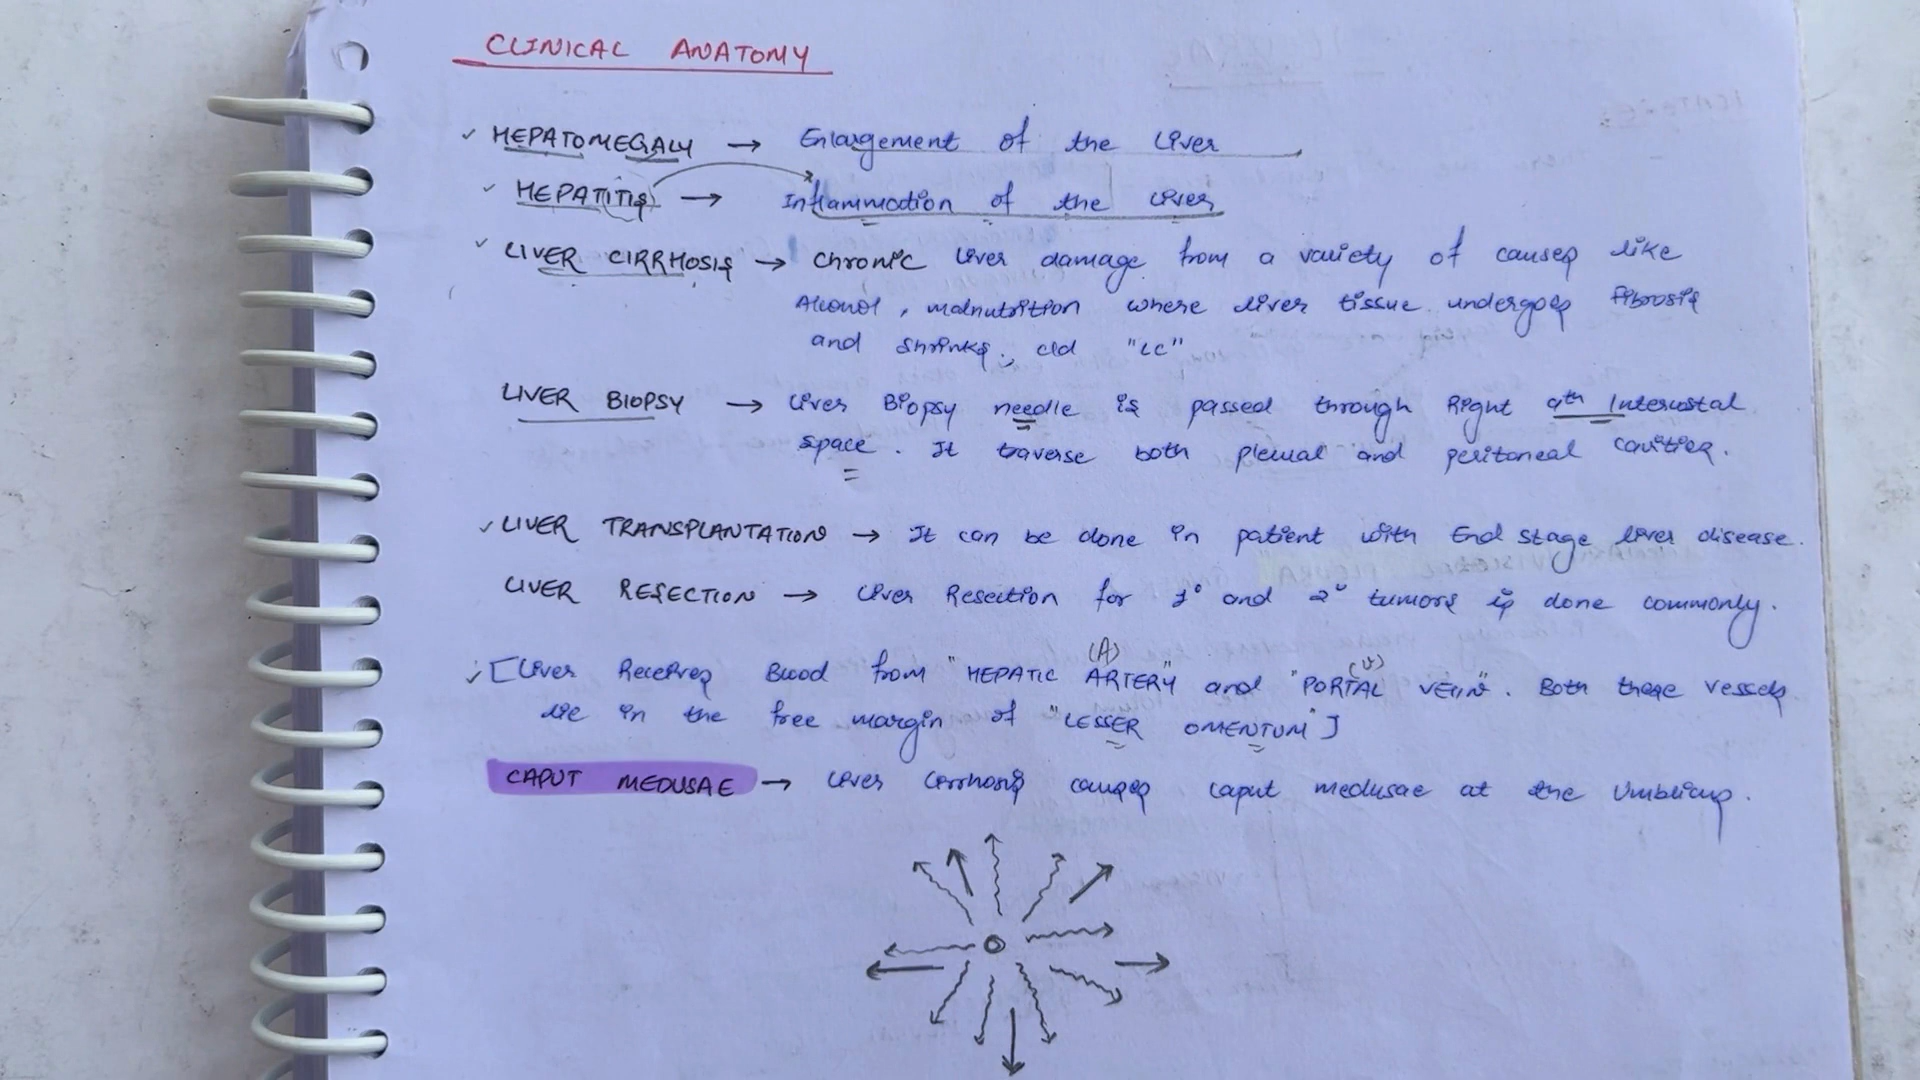 CLINICAL ANATOMY
✓ HEPATOMEGALY → Enlargement of the Liver
✓ HEPATITIS → Inflammation of the Liver
✓ LIVER CIRRHOSIS → Chronic Liver damage from a variety of causes like
Alcohol, malnutrition where liver tissue undergoes Fibrosis
and shrinks, cld "LC"
LIVER BIOPSY → Liver Biopsy needle is passed through Right 9th Intercostal
space. It traverse both pleural and peritoneal cavities.
✓ LIVER TRANSPLANTATION → It can be done in patient with End stage liver disease.
LIVER RESECTION → Liver Resection for 1° and 2° tumors is done commonly.
(A) (V)
✓ [Liver Receives Blood from "HEPATIC ARTERY" and "PORTAL VEIN". Both these vessels
lie in the free margin of "LESSER OMENTUM"]
CAPUT MEDUSAE → Liver Cirrhosis causes caput medusae at the Umblicus.